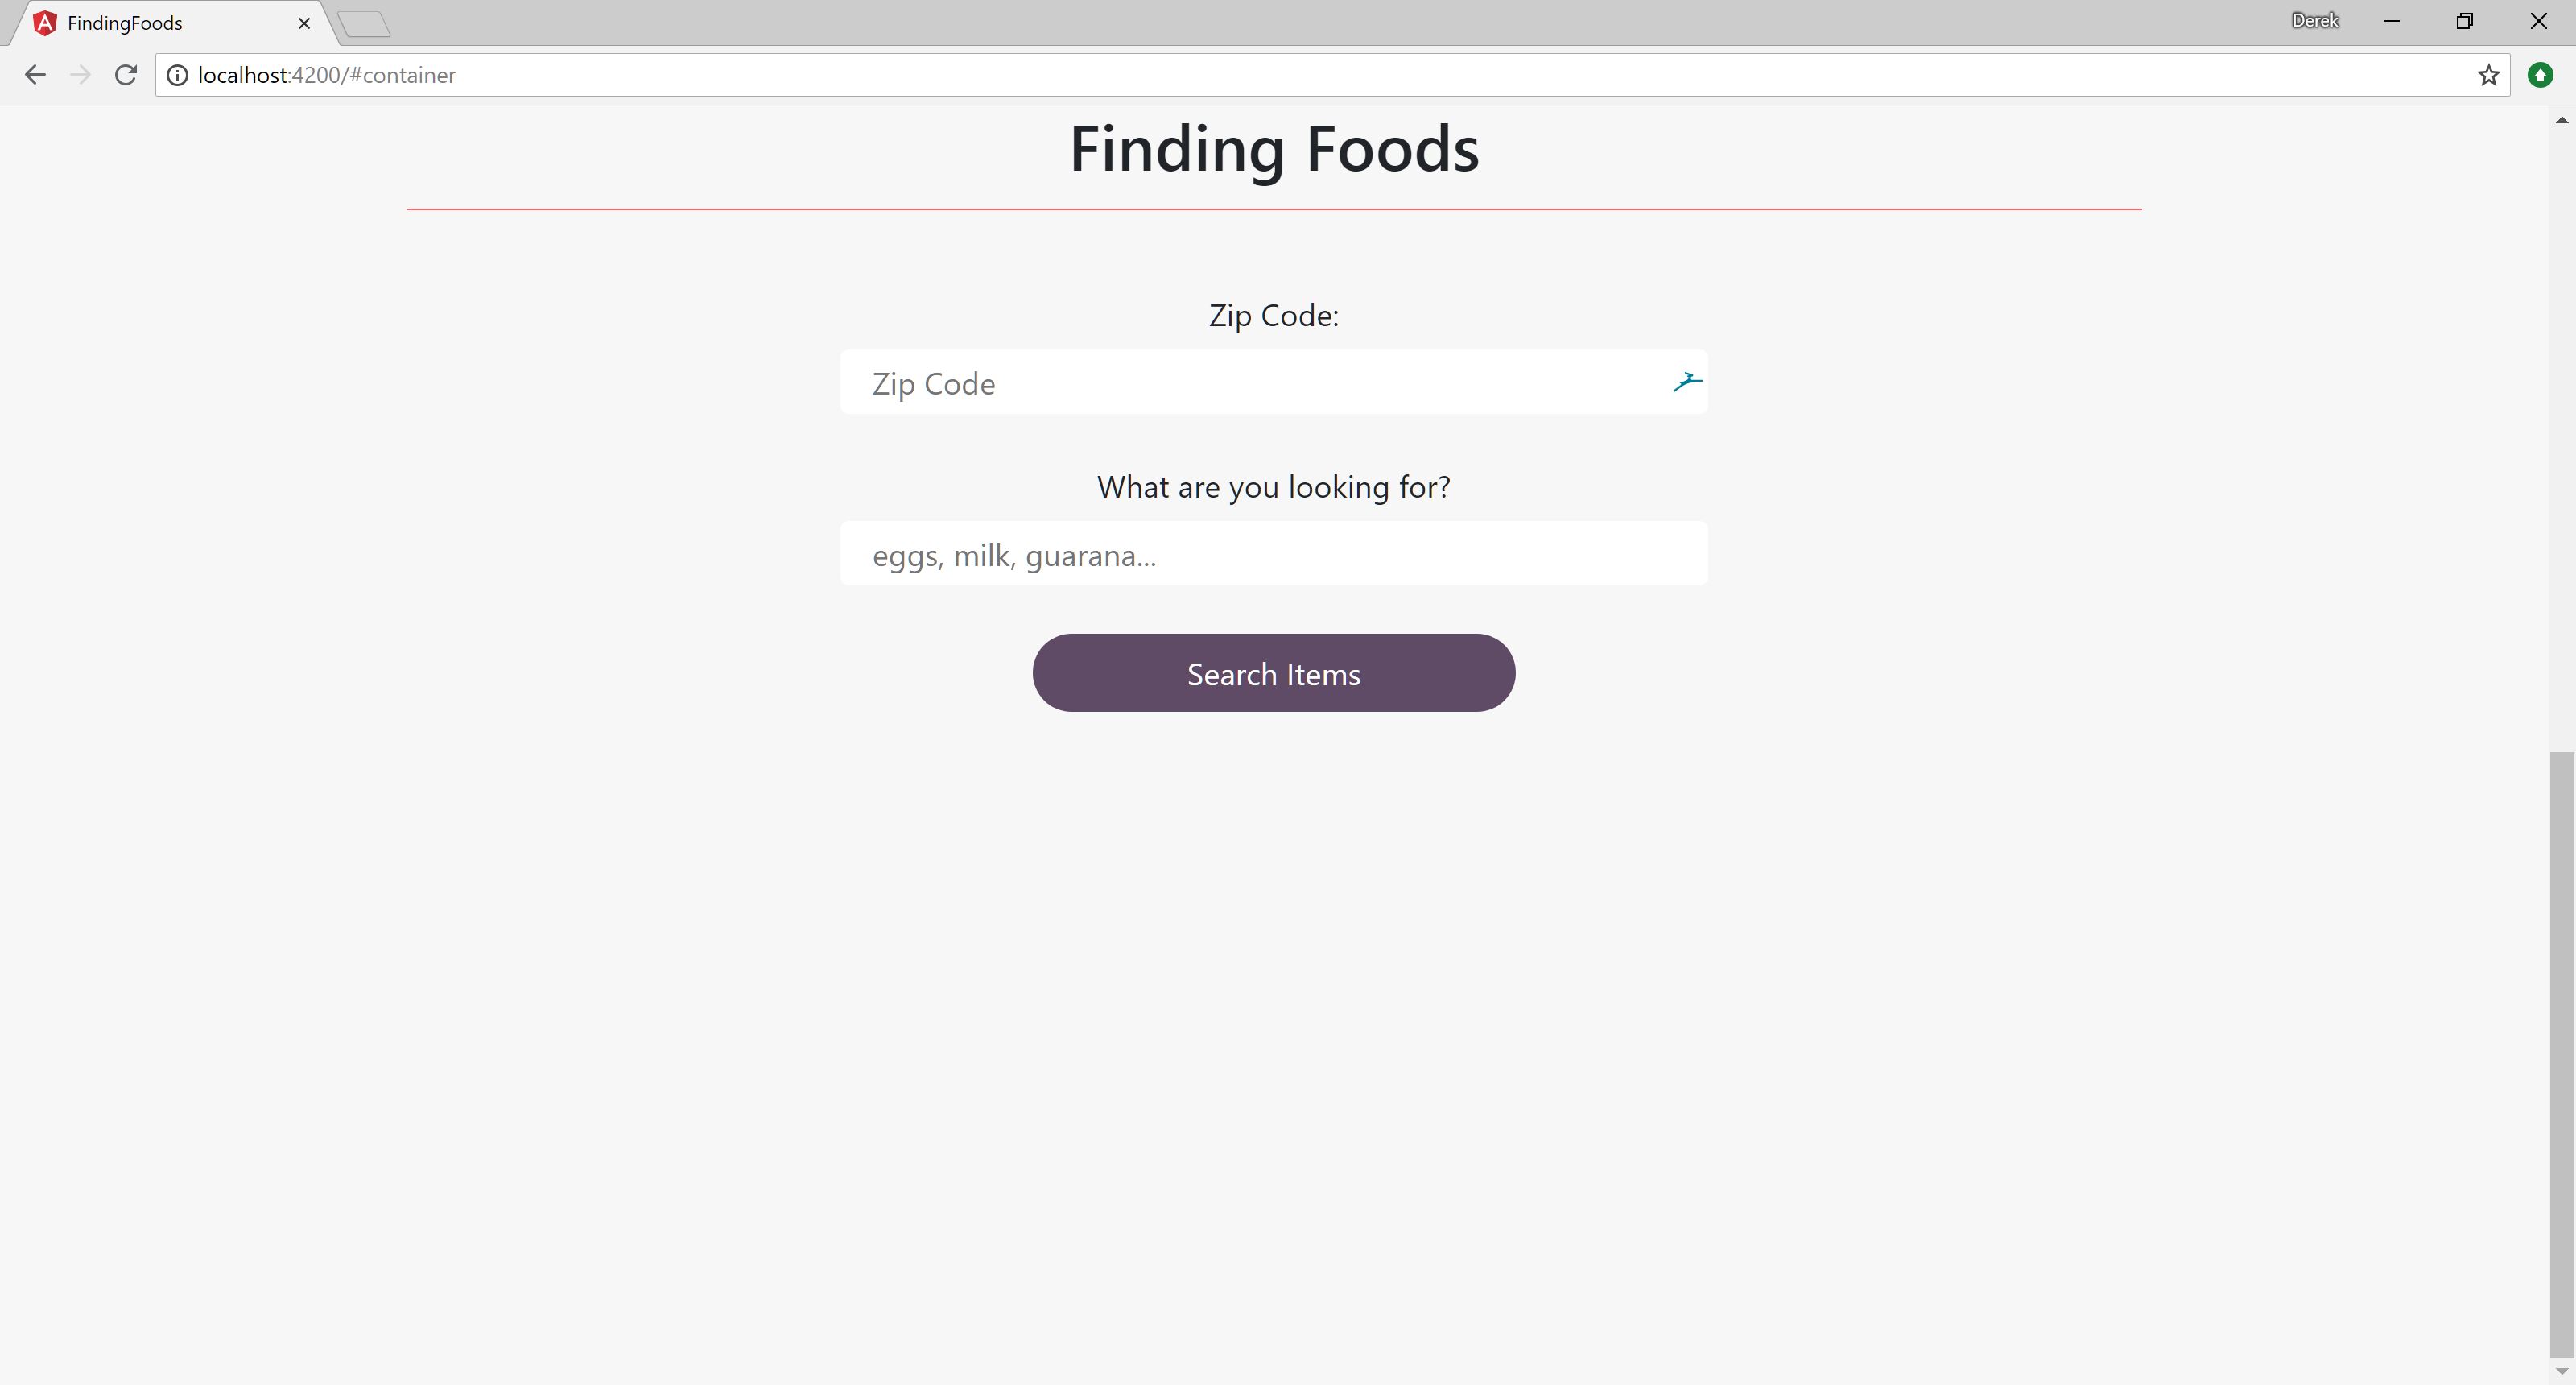 FindingFoods
Derek
localhost:4200/#container
Finding Foods
Zip Code:
Zip Code
What are you looking for?
eggs, milk, guarana...
Search Items